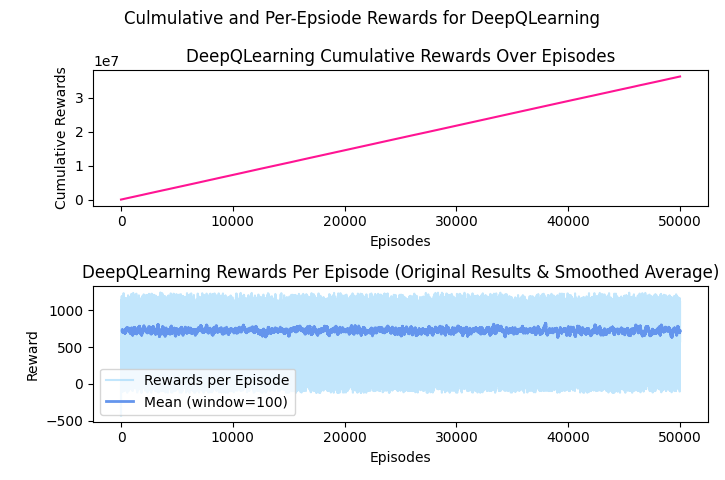 Culmulative and Per-Epsiode Rewards for DeepQLearning
DeepQLearning Cumulative Rewards Over Episodes
1e7
Cumulative Rewards
3
2
1
0
0 10000 20000 30000 40000 50000
Episodes
DeepQLearning Rewards Per Episode (Original Results & Smoothed Average)
Reward
1000
500
0
−500
Rewards per Episode
Mean (window=100)
0 10000 20000 30000 40000 50000
Episodes